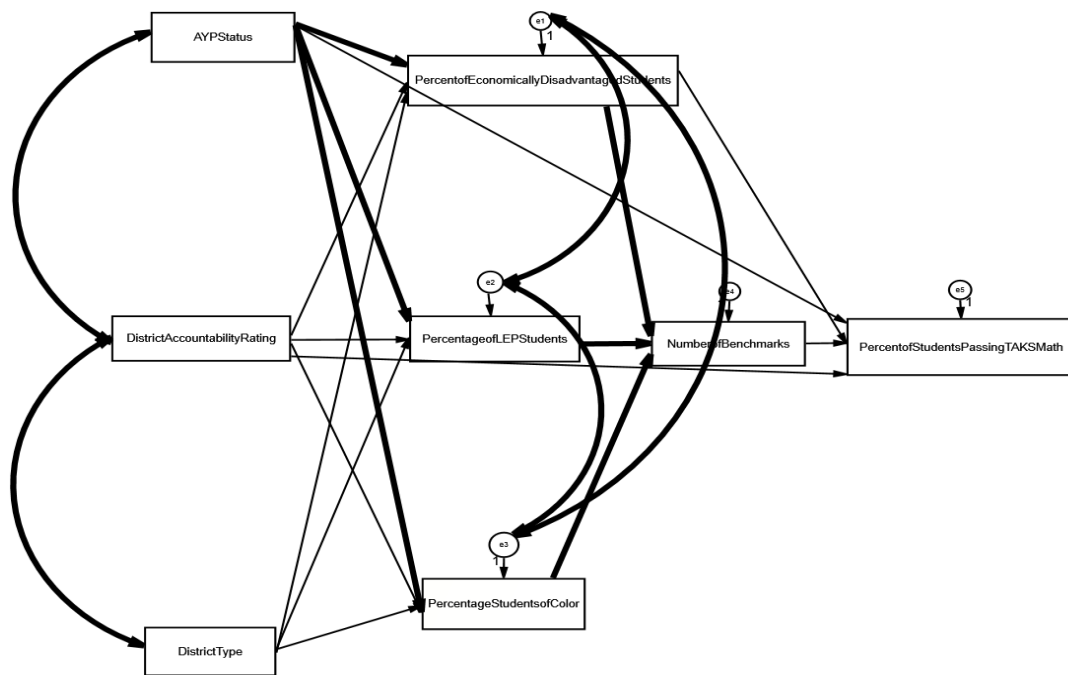 AYPStatus
e1
1
PercentofEconomicallyDisadvantagedStudents
e2
PercentageofLEPStudents
DistrictAccountabilityRating
e4
NumberofBenchmarks
e5
1
PercentofStudentsPassingTAKSMath
e3
1
PercentageStudentsofColor
DistrictType